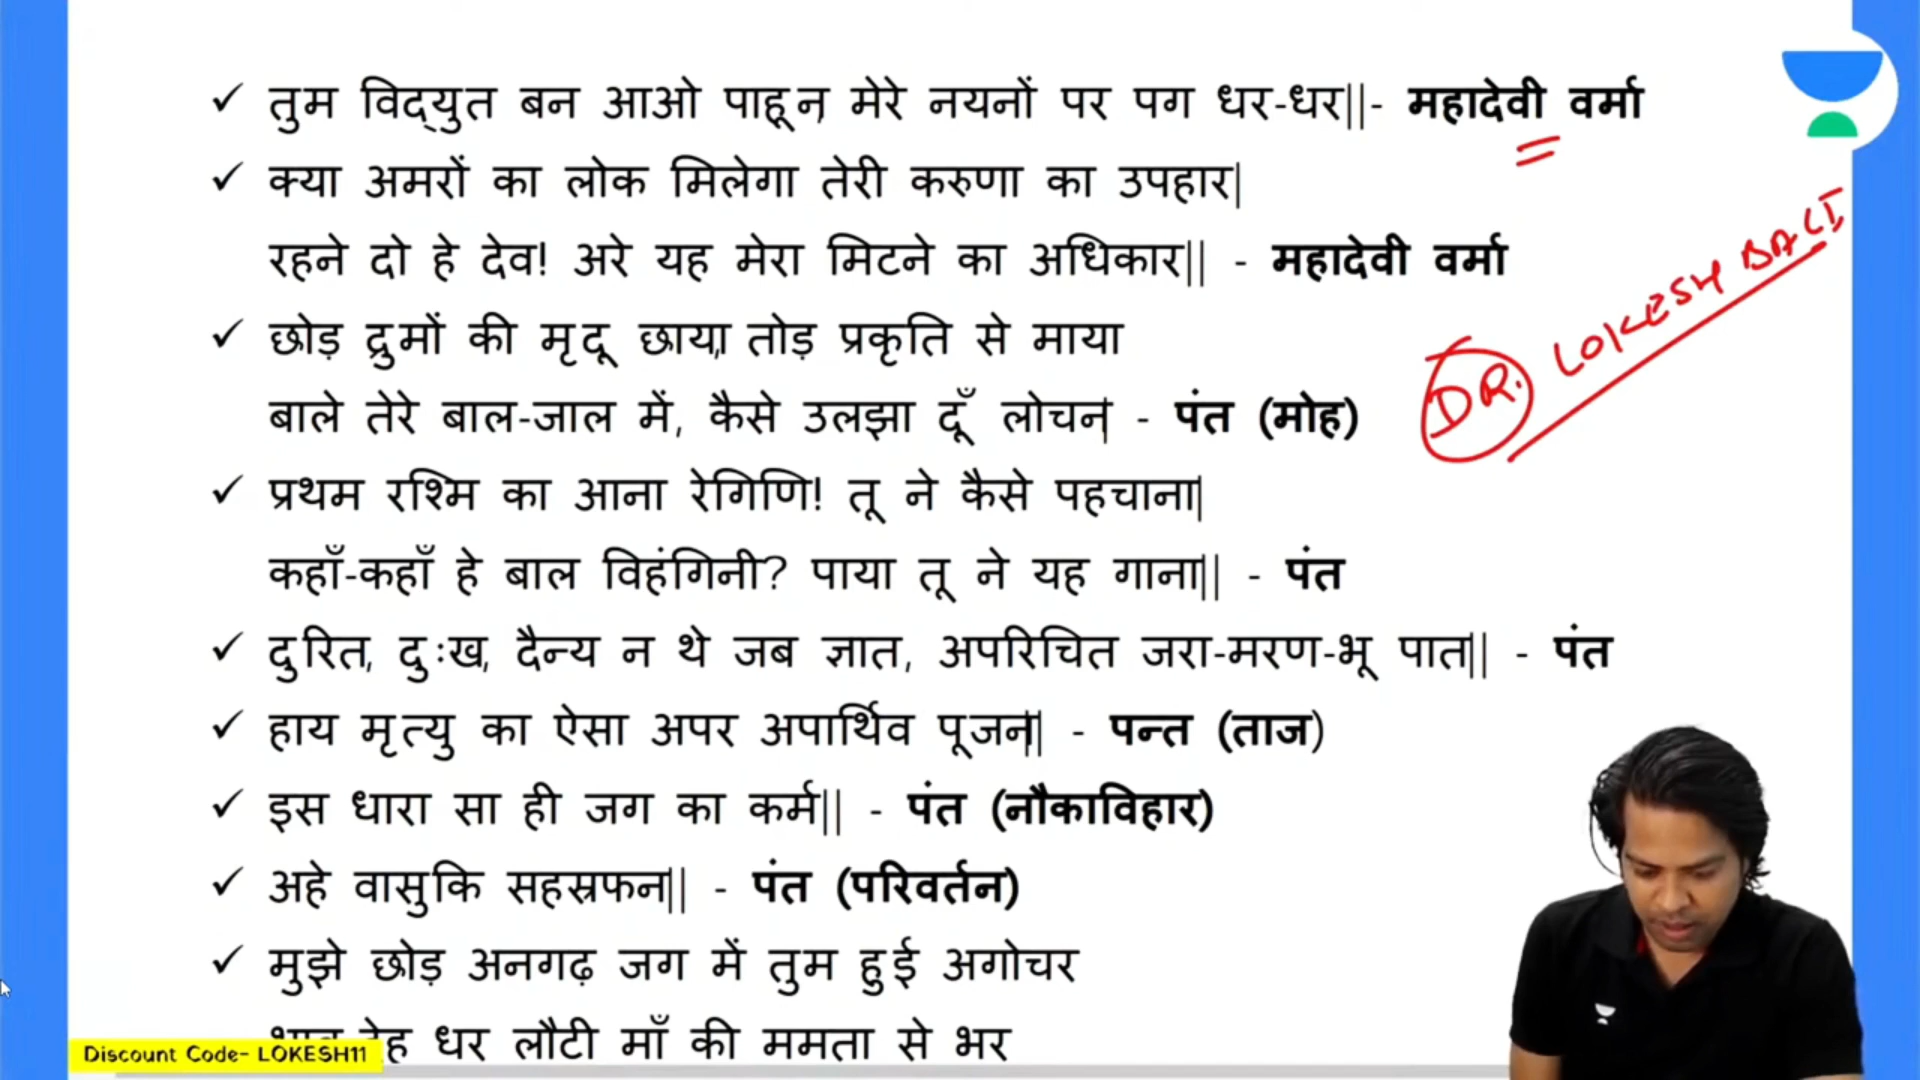 ✓ तुम विद्युत बन आओ पाहून, मेरे नयनों पर पग धर-धर||- महादेवी वर्मा
✓ क्या अमरों का लोक मिलेगा तेरी करुणा का उपहार|
रहने दो हे देव! अरे यह मेरा मिटने का अधिकार|| - महादेवी वर्मा
✓ छोड़ द्रुमों की मृदू छाया, तोड़ प्रकृति से माया
बाले तेरे बाल-जाल में, कैसे उलझा दूँ लोचन| - पंत (मोह)
✓ प्रथम रश्मि का आना रेगिणि! तू ने कैसे पहचाना|
कहाँ-कहाँ हे बाल विहंगिनी? पाया तू ने यह गाना|| - पंत
✓ दुरित, दुःख, दैन्य न थे जब ज्ञात, अपरिचित जरा-मरण-भू पात|| - पंत
✓ हाय मृत्यु का ऐसा अपर अपार्थिव पूजन|| - पन्त (ताज)
✓ इस धारा सा ही जग का कर्म|| - पंत (नौकाविहार)
✓ अहे वासुकि सहस्रफन|| - पंत (परिवर्तन)
✓ मुझे छोड़ अनगढ़ जग में तुम हुई अगोचर
धर लौटी माँ की ममता से भर
DR. LOKESH BALI
Discount Code- LOKESH11